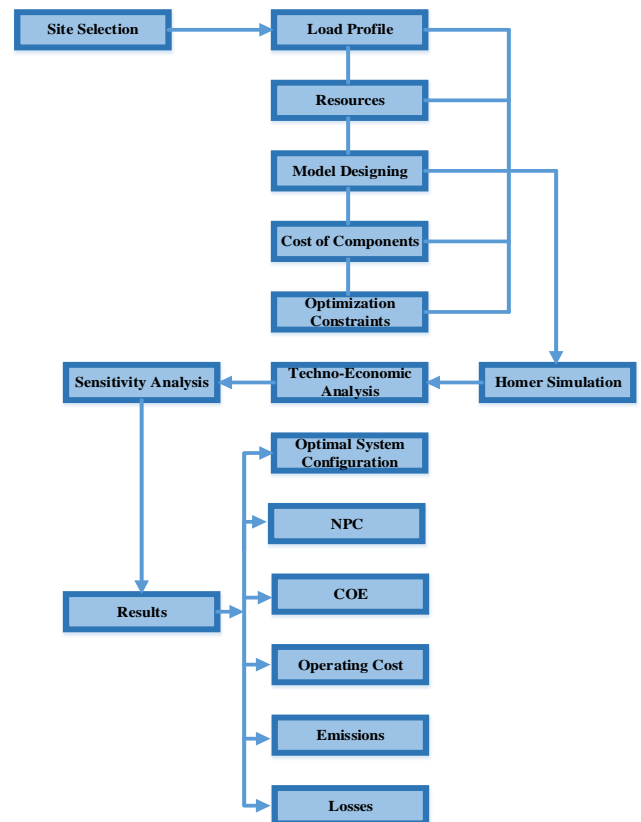 Site Selection
Load Profile
Resources
Model Designing
Cost of Components
Optimization
Constraints
Sensitivity Analysis
Techno-Economic
Analysis
Homer Simulation
Optimal System
Configuration
NPC
COE
Results
Operating Cost
Emissions
Losses